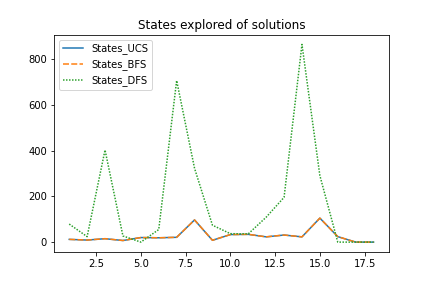 States explored of solutions
States_UCS
States_BFS
States_DFS
800
600
400
200
0
2.5 5.0 7.5 10.0 12.5 15.0 17.5